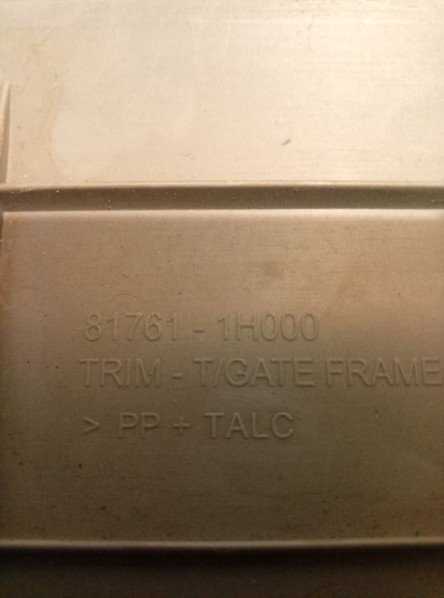 81761 - 1H000
TRIM - T/GATE FRAME
> PP + TALC